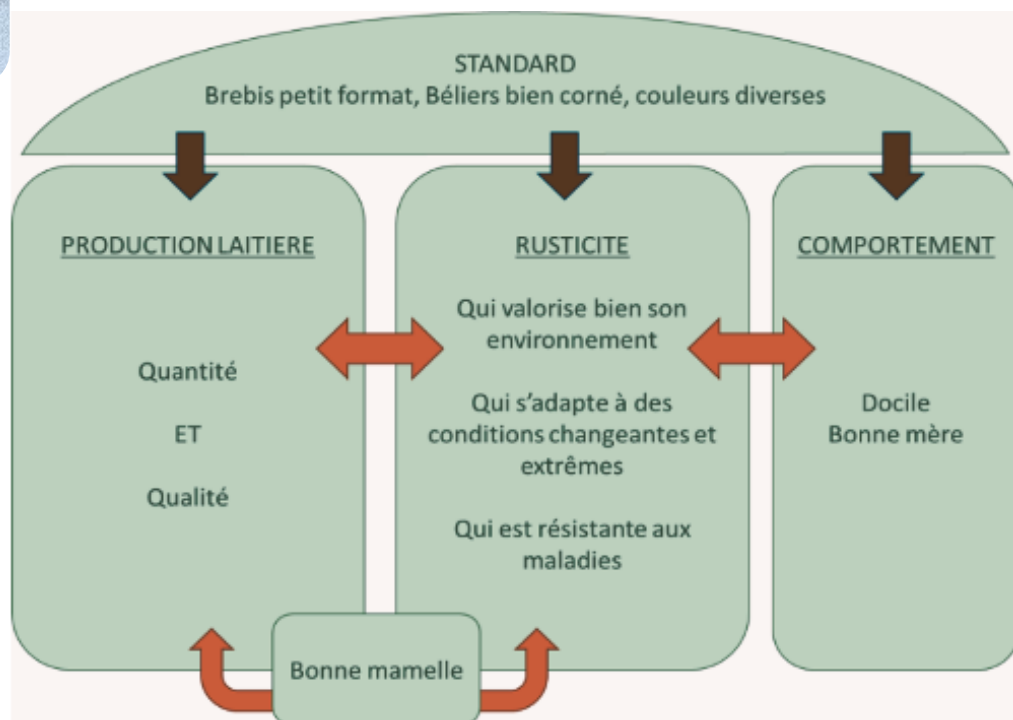 STANDARD
Brebis petit format, Béliers bien corné, couleurs diverses
PRODUCTION LAITIERE
Quantité
ET
Qualité
RUSTICITE
Qui valorise bien son
environnement
Qui s'adapte à des
conditions changeantes et
extrêmes
Qui est résistante aux
maladies
COMPORTEMENT
Docile
Bonne mère
Bonne mamelle